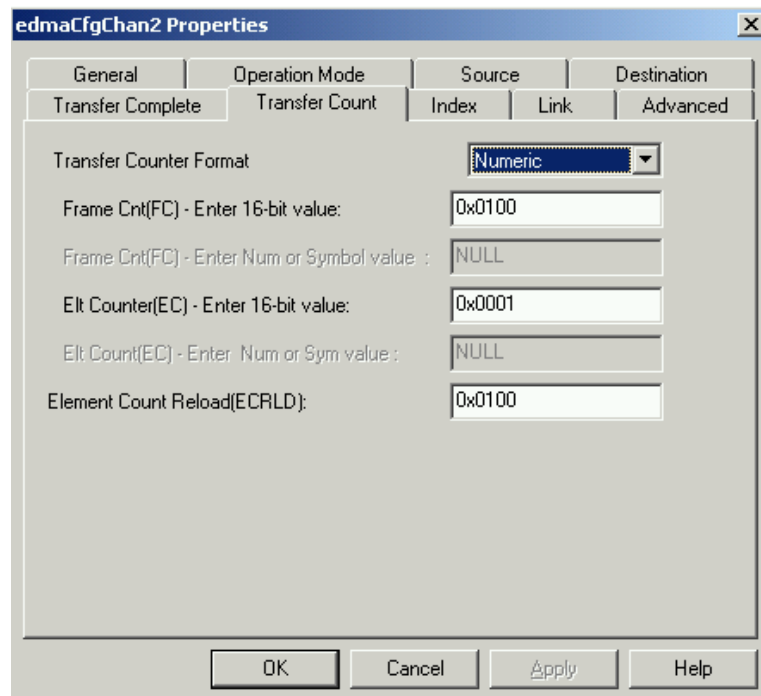 edmaCfgChan2 Properties
General Operation Mode Source Destination
Transfer Complete Transfer Count Index Link Advanced
Transfer Counter Format Numeric
Frame Cnt(FC) - Enter 16-bit value: 0x0100
Frame Cnt(FC) - Enter Num or Symbol value : NULL
Elt Counter(EC) - Enter 16-bit value: 0x0001
Elt Count(EC) - Enter Num or Sym value : NULL
Element Count Reload(ECRLD): 0x0100
OK Cancel Apply Help